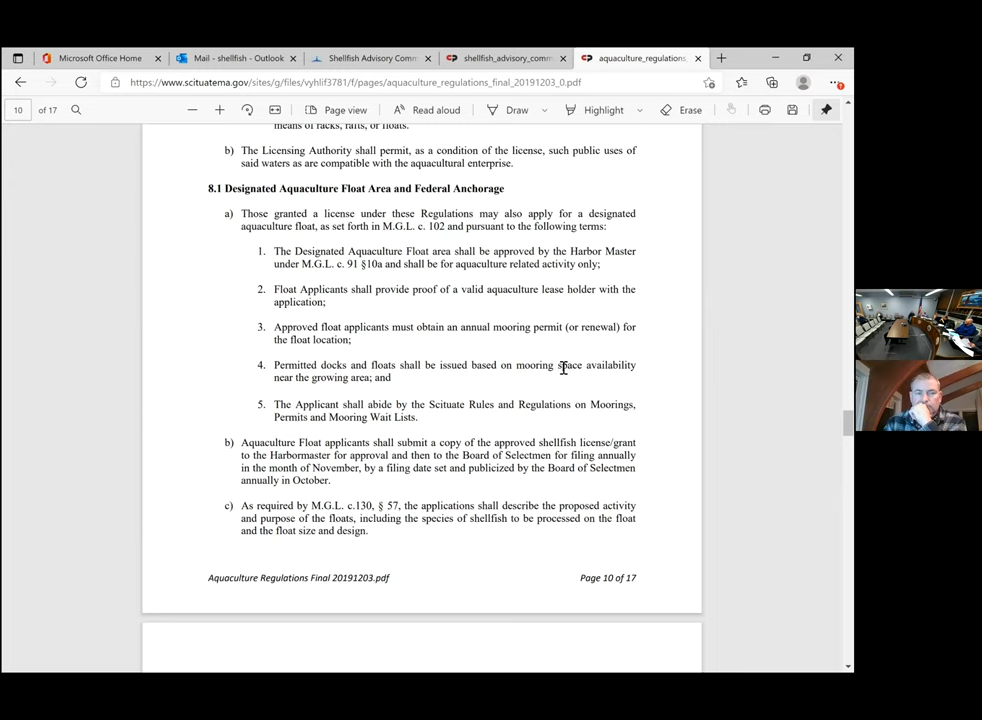 Microsoft Office Home
Mail - shellfish - Outlook
Shellfish Advisory Comm
shellfish_advisory_comm
aquaculture_regulations_
https://www.scituatema.gov/sites/g/files/vyhlif3781/f/pages/aquaculture_regulations_final_20191203_0.pdf
10 of 17
Page view
Read aloud
Draw
Highlight
Erase
means of racks, rafts, or floats.
b) The Licensing Authority shall permit, as a condition of the license, such public uses of
said waters as are compatible with the aquacultural enterprise.
8.1 Designated Aquaculture Float Area and Federal Anchorage
a) Those granted a license under these Regulations may also apply for a designated
aquaculture float, as set forth in M.G.L. c. 102 and pursuant to the following terms:
1. The Designated Aquaculture Float area shall be approved by the Harbor Master
under M.G.L. c. 91 §10a and shall be for aquaculture related activity only;
2. Float Applicants shall provide proof of a valid aquaculture lease holder with the
application;
3. Approved float applicants must obtain an annual mooring permit (or renewal) for
the float location;
4. Permitted docks and floats shall be issued based on mooring space availability
near the growing area; and
5. The Applicant shall abide by the Scituate Rules and Regulations on Moorings,
Permits and Mooring Wait Lists.
b) Aquaculture Float applicants shall submit a copy of the approved shellfish license/grant
to the Harbormaster for approval and then to the Board of Selectmen for filing annually
in the month of November, by a filing date set and publicized by the Board of Selectmen
annually in October.
c) As required by M.G.L. c.130, § 57, the applications shall describe the proposed activity
and purpose of the floats, including the species of shellfish to be processed on the float
and the float size and design.
Aquaculture Regulations Final 20191203.pdf
Page 10 of 17